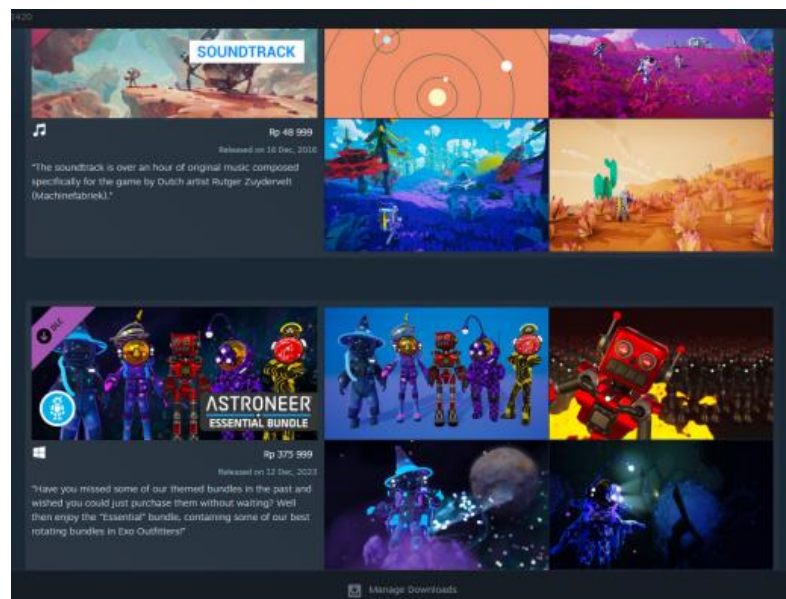 :420
SOUNDTRACK
Rp 48 999
Released on 16 Dec, 2016
"The soundtrack is over an hour of original music composed
specifically for the game by Dutch artist Rutger Zuydervelt
(Machinefabriek)."
DLC
ASTRONEER
ESSENTIAL BUNDLE
Rp 375 999
Released on 12 Dec, 2023
"Have you missed some of our themed bundles in the past and
wished you could just purchase them without waiting? Well
then enjoy the "Essential" bundle, containing some of our best
rotating bundles in Exo Outfitters!"
Manage Downloads